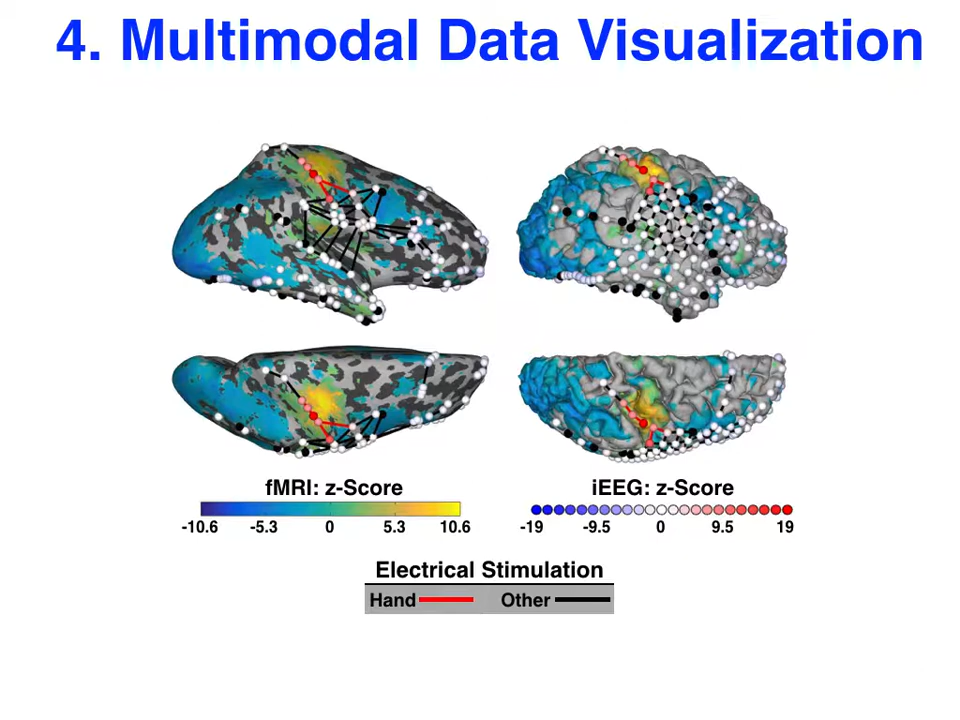 4. Multimodal Data Visualization
fMRI: z-Score
-10.6 -5.3 0 5.3 10.6
iEEG: z-Score
-19 -9.5 0 9.5 19
Electrical Stimulation
Hand Other